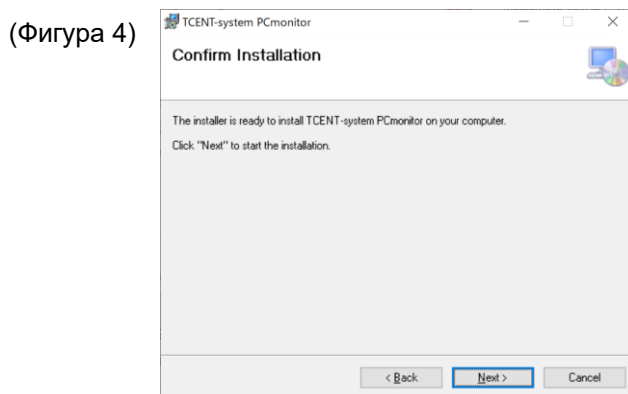 (Фигура 4)
TCENT-system PCmonitor
Confirm Installation
The installer is ready to install TCENT-system PCmonitor on your computer.
Click "Next" to start the installation.
< Back
Next >
Cancel